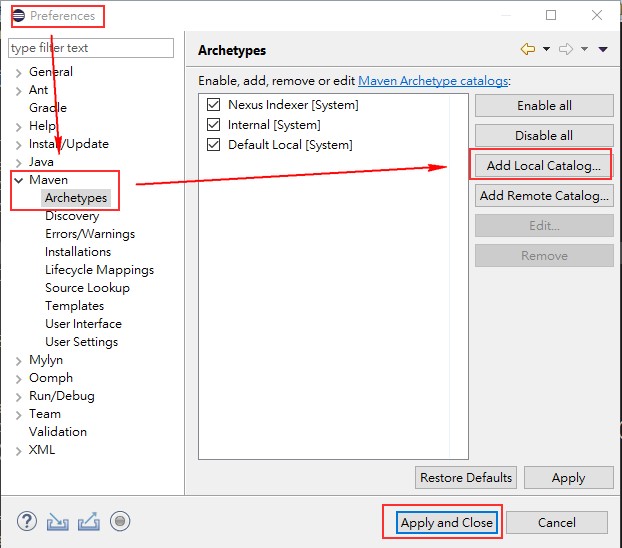 Preferences
type filter text
General
Ant
Gradle
Help
Install/Update
Java
Maven
Archetypes
Discovery
Errors/Warnings
Installations
Lifecycle Mappings
Source Lookup
Templates
User Interface
User Settings
Mylyn
Oomph
Run/Debug
Team
Validation
XML
Archetypes
Enable, add, remove or edit Maven Archetype catalogs:
Nexus Indexer [System]
Internal [System]
Default Local [System]
Enable all
Disable all
Add Local Catalog...
Add Remote Catalog...
Edit...
Remove
Restore Defaults
Apply
Apply and Close
Cancel